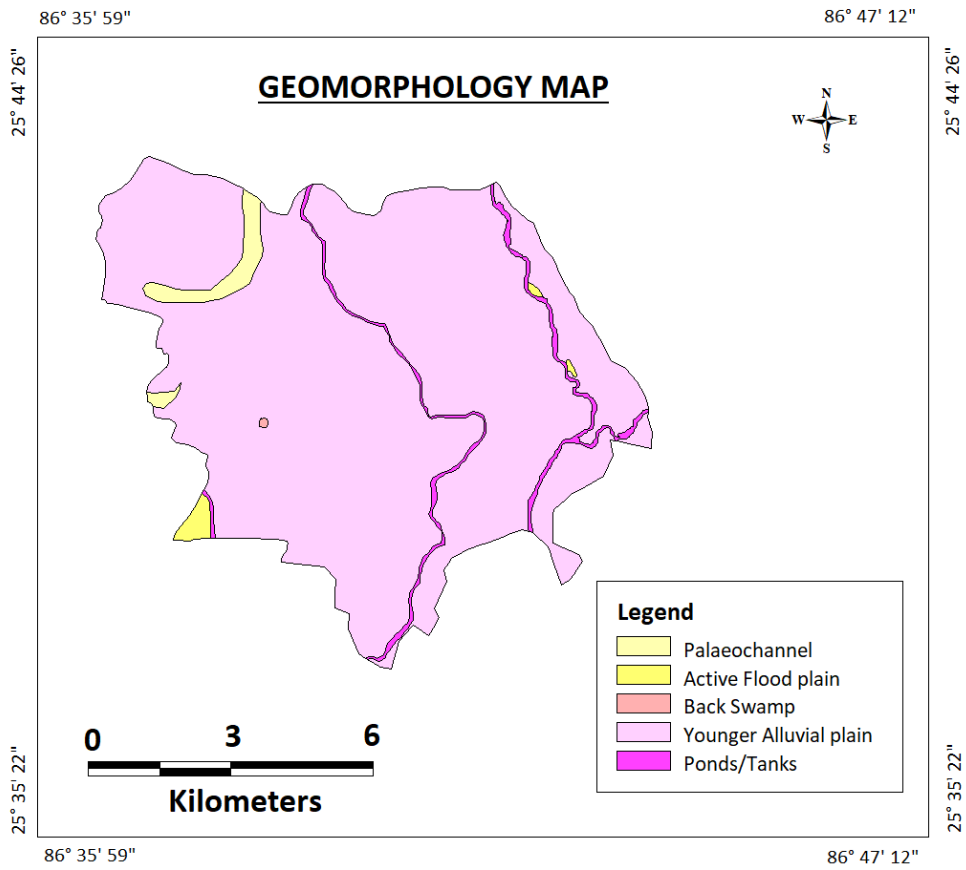 86° 35' 59"
86° 47' 12"
25° 44' 26"
25° 44' 26"
GEOMORPHOLOGY MAP
N
W
E
S
Legend
Palaeochannel
Active Flood plain
Back Swamp
Younger Alluvial plain
Ponds/Tanks
0 3 6
Kilometers
25° 35' 22"
25° 35' 22"
86° 35' 59"
86° 47' 12"